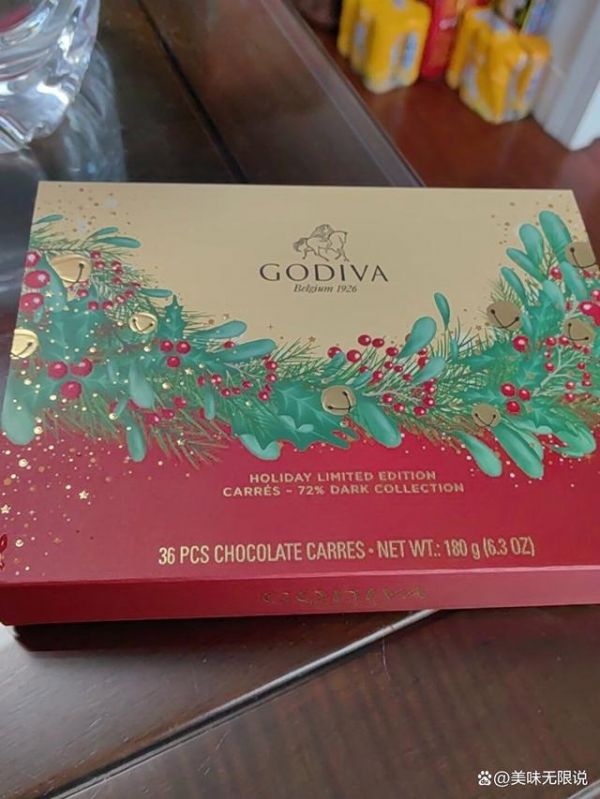 GODIVA
Belgium 1926
HOLIDAY LIMITED EDITION
CARRÉS – 72% DARK COLLECTION
36 PCS CHOCOLATE CARRES • NET WT.: 180 g (6.3 OZ)
GODIVA
@美味无限说